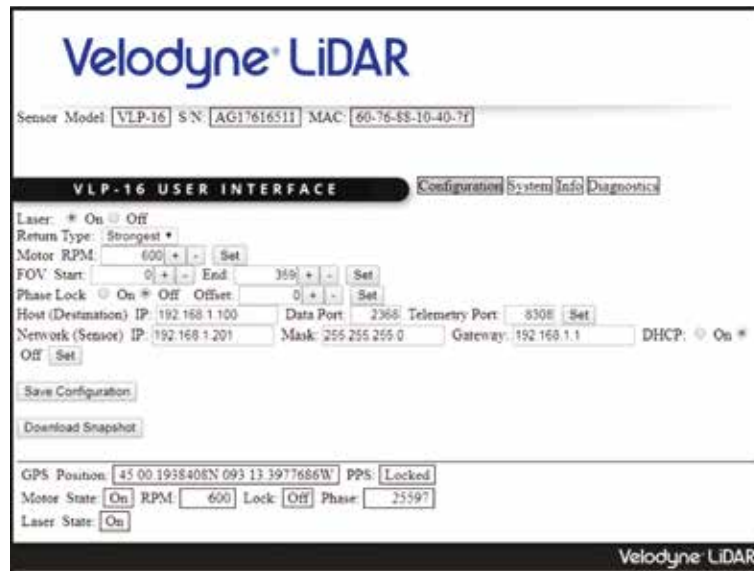 Velodyne LiDAR
Sensor Model: VLP-16 S/N: AG17616511 MAC: 60-76-88-10-40-7f
VLP-16 USER INTERFACE Configuration System Info Diagnostics
Laser: On Off
Return Type: Strongest
Motor RPM: 600 + - Set
FOV Start: 0 + - End: 359 + - Set
Phase Lock On Off Offset: 0 + - Set
Host (Destination) IP: 192.168.1.100 Data Port: 2368 Telemetry Port: 8308 Set
Network (Sensor) IP: 192.168.1.201 Mask: 255.255.255.0 Gateway: 192.168.1.1 DHCP: On
Off Set
Save Configuration
Download Snapshot
GPS Position: 45 00.1938408N 093 13.3977686W PPS: Locked
Motor State: On RPM: 600 Lock: Off Phase: 25597
Laser State: On
Velodyne LiDAR